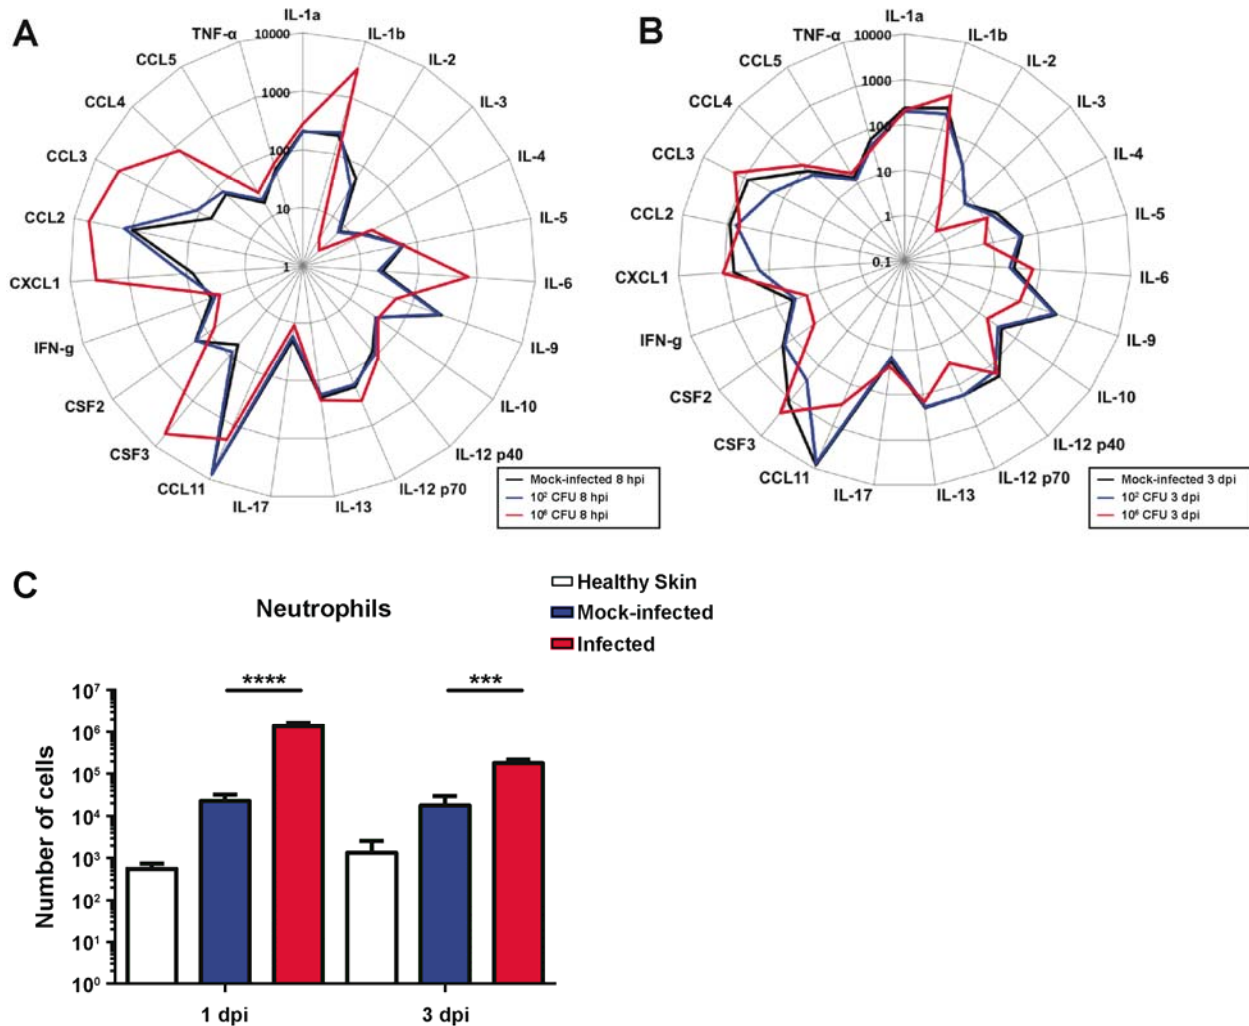 A
IL-1a
IL-1b
IL-2
IL-3
IL-4
IL-5
IL-6
IL-9
IL-10
IL-12 p40
IL-12 p70
IL-13
IL-17
CCL11
CSF3
CSF2
IFN-g
CXCL1
CCL2
CCL3
CCL4
CCL5
TNF-α
10000
1000
100
10
1
Mock-infected 8 hpi
10² CFU 8 hpi
10⁶ CFU 8 hpi
B
IL-1a
IL-1b
IL-2
IL-3
IL-4
IL-5
IL-6
IL-9
IL-10
IL-12 p40
IL-12 p70
IL-13
IL-17
CCL11
CSF3
CSF2
IFN-g
CXCL1
CCL2
CCL3
CCL4
CCL5
TNF-α
10000
1000
100
10
1
0.1
Mock-infected 3 dpi
10² CFU 3 dpi
10⁶ CFU 3 dpi
C
Neutrophils
Healthy Skin
Mock-infected
Infected
****
***
Number of cells
10⁷
10⁶
10⁵
10⁴
10³
10²
10¹
10⁰
1 dpi
3 dpi